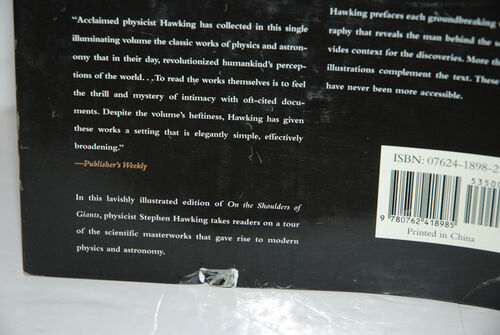 "Acclaimed physicist Hawking has collected in this single
illuminating volume the classic works of physics and astron-
omy that in their day, revolutionized humankind's percep-
tions of the world. . .To read the works themselves is to feel
the thrill and mystery of intimacy with oft-cited docu-
ments. Despite the volume's heftiness, Hawking has given
these works a setting that is elegantly simple, effectively
broadening."
—Publisher's Weekly
In this lavishly illustrated edition of On the Shoulders of
Giants, physicist Stephen Hawking takes readers on a tour
of the scientific masterworks that gave rise to modern
physics and astronomy.
Hawking prefaces each groundbreaking
raphy that reveals the man behind the
vides context for the discoveries. More th
illustrations complement the text. These
have never been more accessible.
ISBN: 07624-1898-2
5350
9 780762 418985
Printed in China